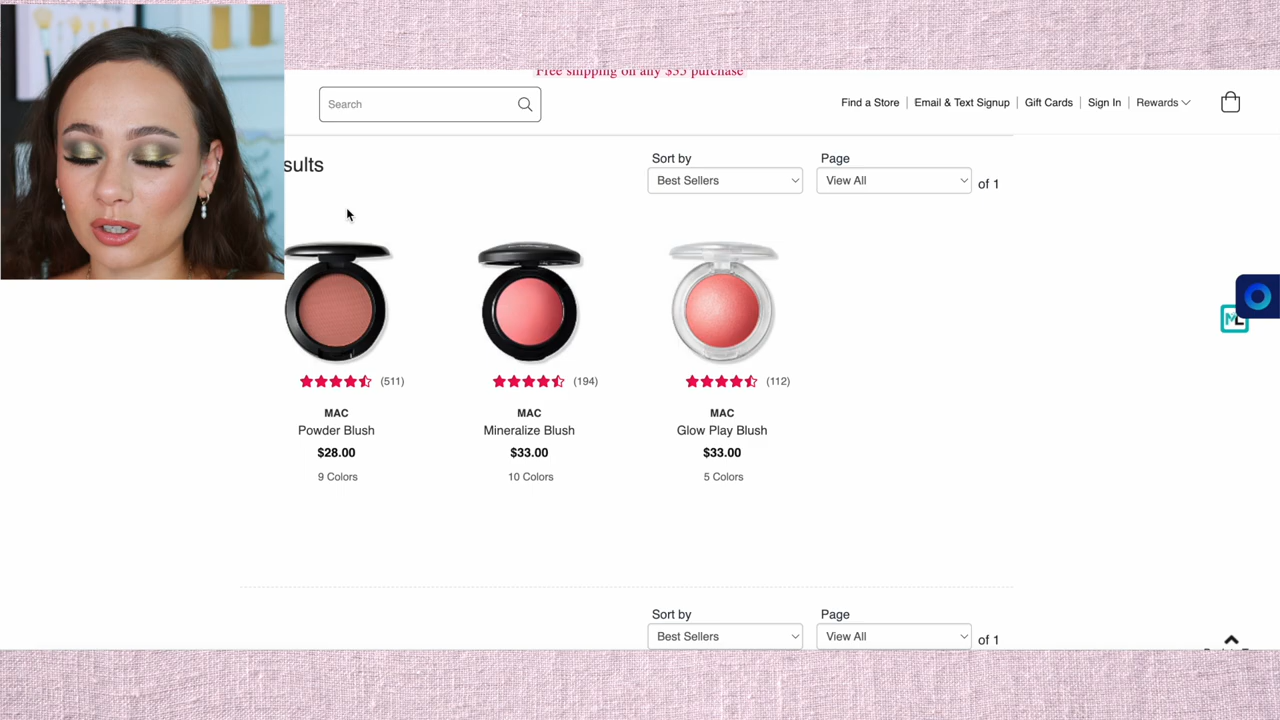 Free shipping on any $35 purchase
Search
Find a Store
Email & Text Signup
Gift Cards
Sign In
Rewards
sults
Sort by
Best Sellers
Page
View All
of 1
(511)
MAC
Powder Blush
$28.00
9 Colors
(194)
MAC
Mineralize Blush
$33.00
10 Colors
(112)
MAC
Glow Play Blush
$33.00
5 Colors
ML
Sort by
Best Sellers
Page
View All
of 1